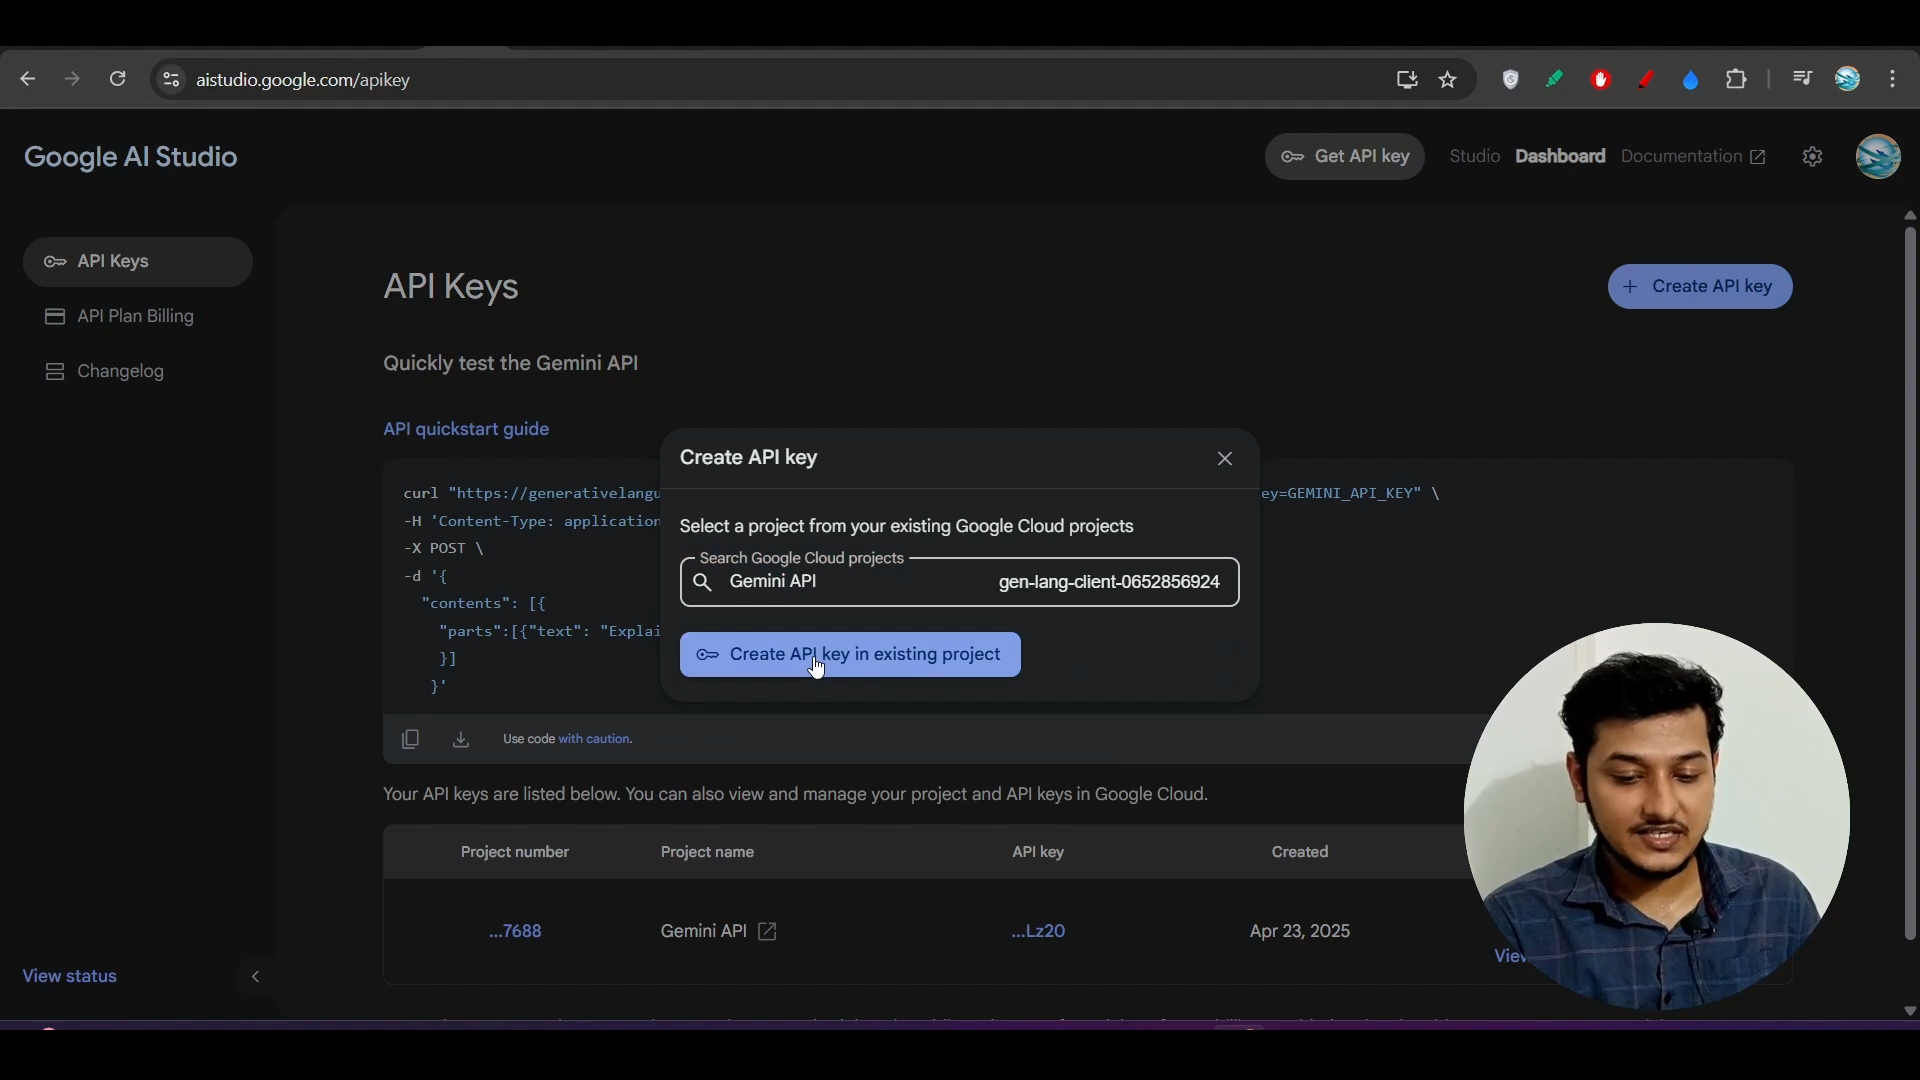 aistudio.google.com/apikey
Google AI Studio
Get API key
Studio
Dashboard
Documentation
API Keys
API Plan Billing
Changelog
API Keys
Create API key
Quickly test the Gemini API
API quickstart guide
Create API key
Select a project from your existing Google Cloud projects
Search Google Cloud projects
Gemini API gen-lang-client-0652856924
Create API key in existing project
curl "https://generativelangu
ey=GEMINI_API_KEY" \
-H 'Content-Type: application
-X POST \
-d '{
"contents": [{
"parts":[{"text": "Explai
}]
}'
Use code with caution.
Your API keys are listed below. You can also view and manage your project and API keys in Google Cloud.
Project number Project name API key Created
...7688 Gemini API ...Lz20 Apr 23, 2025
View
View status